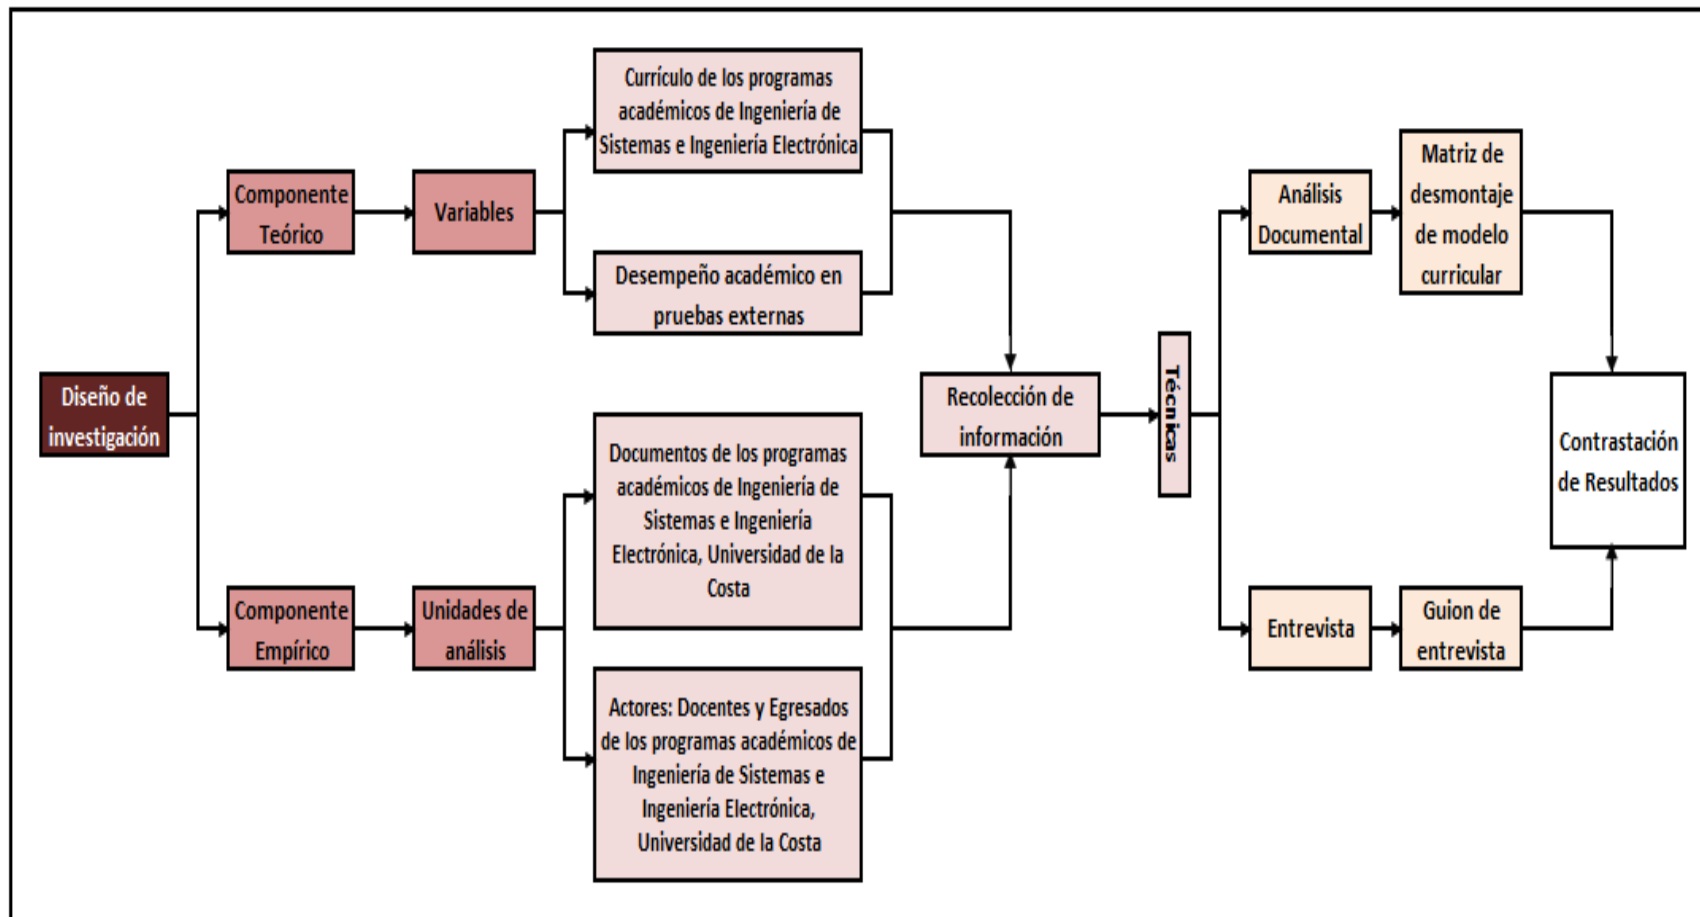 Diseño de
investigación
Componente
Teórico
Variables
Currículo de los programas
académicos de Ingeniería de
Sistemas e Ingeniería Electrónica
Desempeño académico en
pruebas externas
Componente
Empírico
Unidades de
análisis
Documentos de los programas
académicos de Ingeniería de
Sistemas e Ingeniería
Electrónica, Universidad de la
Costa
Actores: Docentes y Egresados
de los programas académicos de
Ingeniería de Sistemas e
Ingeniería Electrónica,
Universidad de la Costa
Recolección de
información
Técnicas
Análisis
Documental
Matriz de
desmontaje
de modelo
curricular
Entrevista
Guion de
entrevista
Contrastación
de Resultados